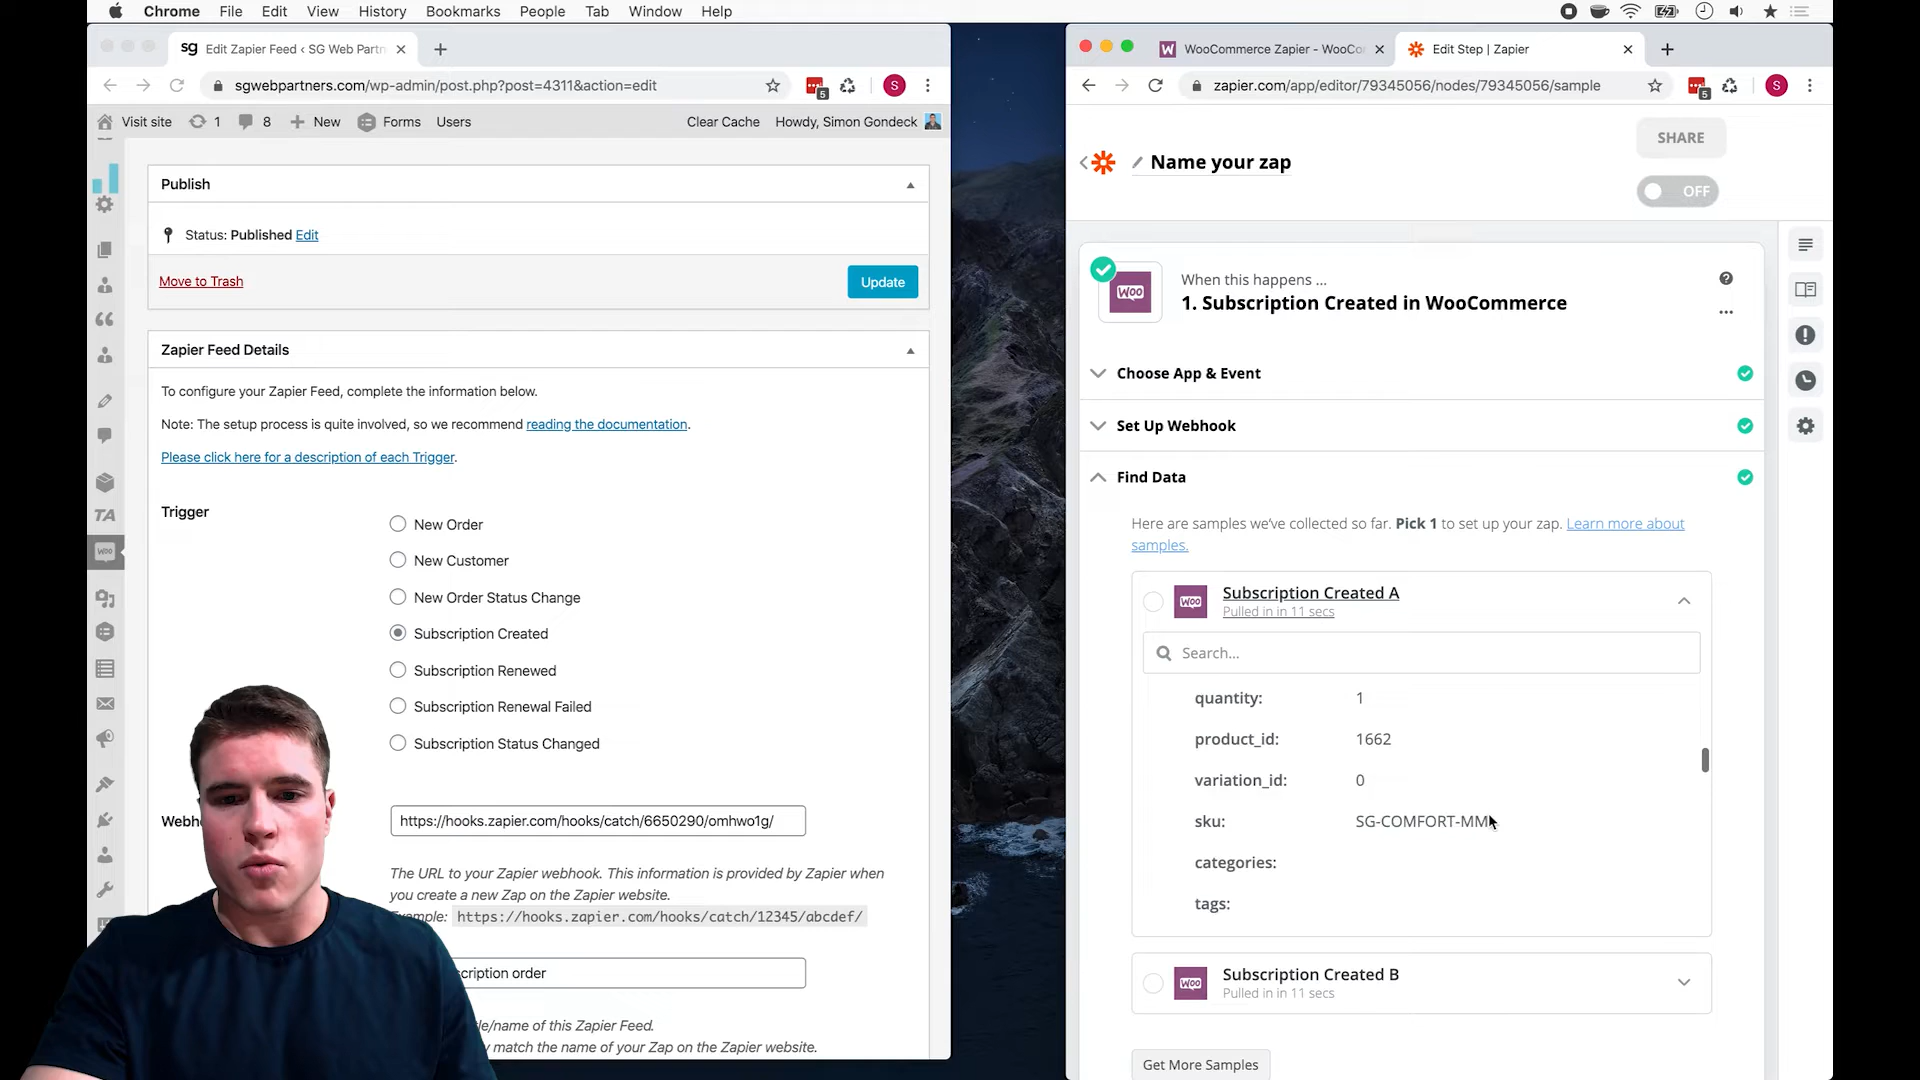 Chrome File Edit View History Bookmarks People Tab Window Help
sg Edit Zapier Feed ‹ SG Web Partn
sgwebpartners.com/wp-admin/post.php?post=4311&action=edit
5
S
Visit site 1 8 New Forms Users Clear Cache Howdy, Simon Gondeck
Publish
Status: Published Edit
Move to Trash
Update
Zapier Feed Details
To configure your Zapier Feed, complete the information below.
Note: The setup process is quite involved, so we recommend reading the documentation.
Please click here for a description of each Trigger.
Trigger
New Order
New Customer
New Order Status Change
Subscription Created
Subscription Renewed
Subscription Renewal Failed
Subscription Status Changed
TA
Woo
https://hooks.zapier.com/hooks/catch/6650290/omhwo1g/
The URL to your Zapier webhook. This information is provided by Zapier when
you create a new Zap on the Zapier website.
https://hooks.zapier.com/hooks/catch/12345/abcdef/
order
of this Zapier Feed.
match the name of your Zap on the Zapier website.
WooCommerce Zapier - WooCo
Edit Step | Zapier
zapier.com/app/editor/79345056/nodes/79345056/sample
5
S
SHARE
Name your zap
OFF
Woo
When this happens ...
1. Subscription Created in WooCommerce
Choose App & Event
Set Up Webhook
Find Data
Here are samples we've collected so far. Pick 1 to set up your zap. Learn more about
samples.
Woo
Subscription Created A
Pulled in in 11 secs
Search...
quantity: 1
product_id: 1662
variation_id: 0
sku: SG-COMFORT-MM
categories:
tags:
Woo
Subscription Created B
Pulled in in 11 secs
Get More Samples